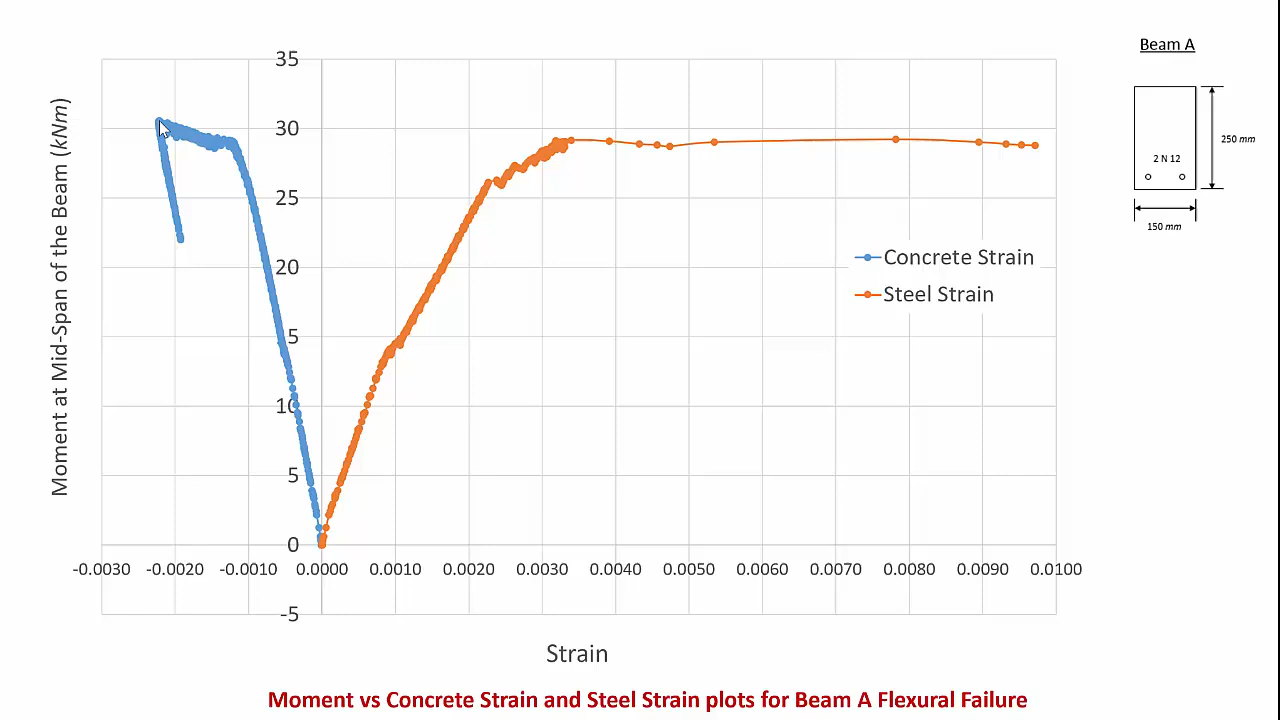 Beam A
250 mm
2 N 12
150 mm
Moment at Mid-Span of the Beam (kNm)
35
30
25
20
15
10
5
0
-5
-0.0030 -0.0020 -0.0010 0.0000 0.0010 0.0020 0.0030 0.0040 0.0050 0.0060 0.0070 0.0080 0.0090 0.0100
Concrete Strain
Steel Strain
Strain
Moment vs Concrete Strain and Steel Strain plots for Beam A Flexural Failure